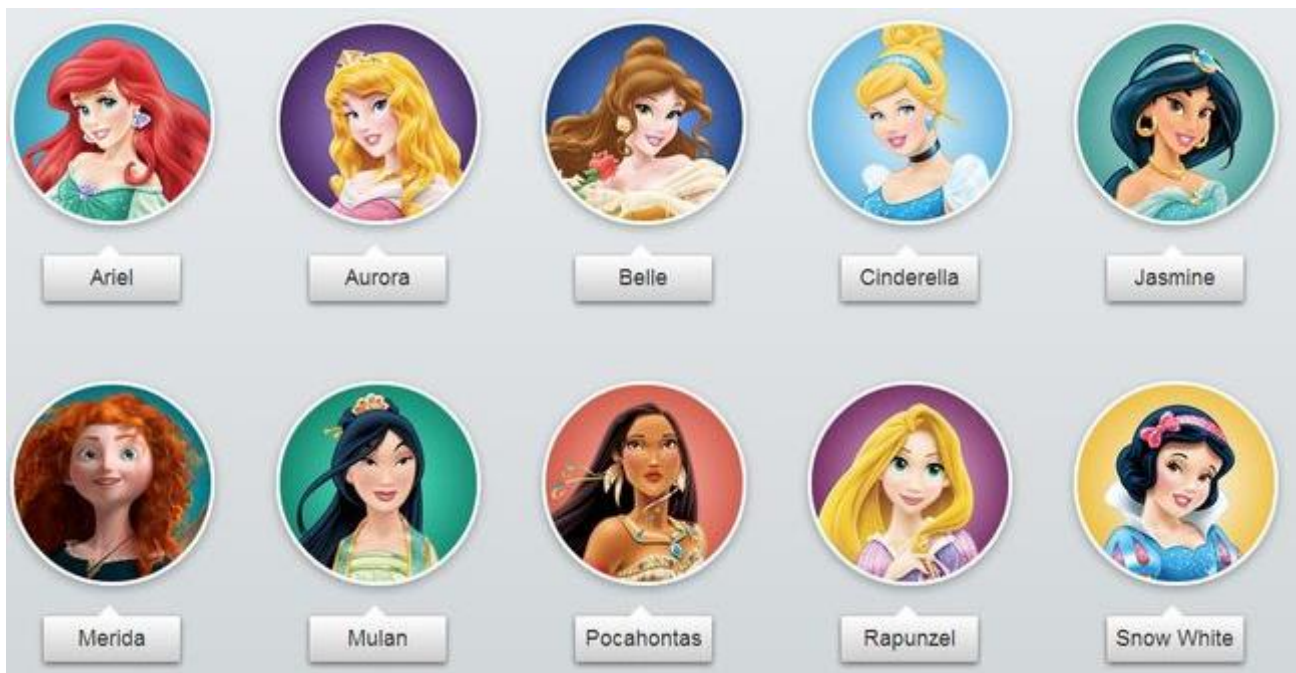 Ariel
Aurora
Belle
Cinderella
Jasmine
Merida
Mulan
Pocahontas
Rapunzel
Snow White